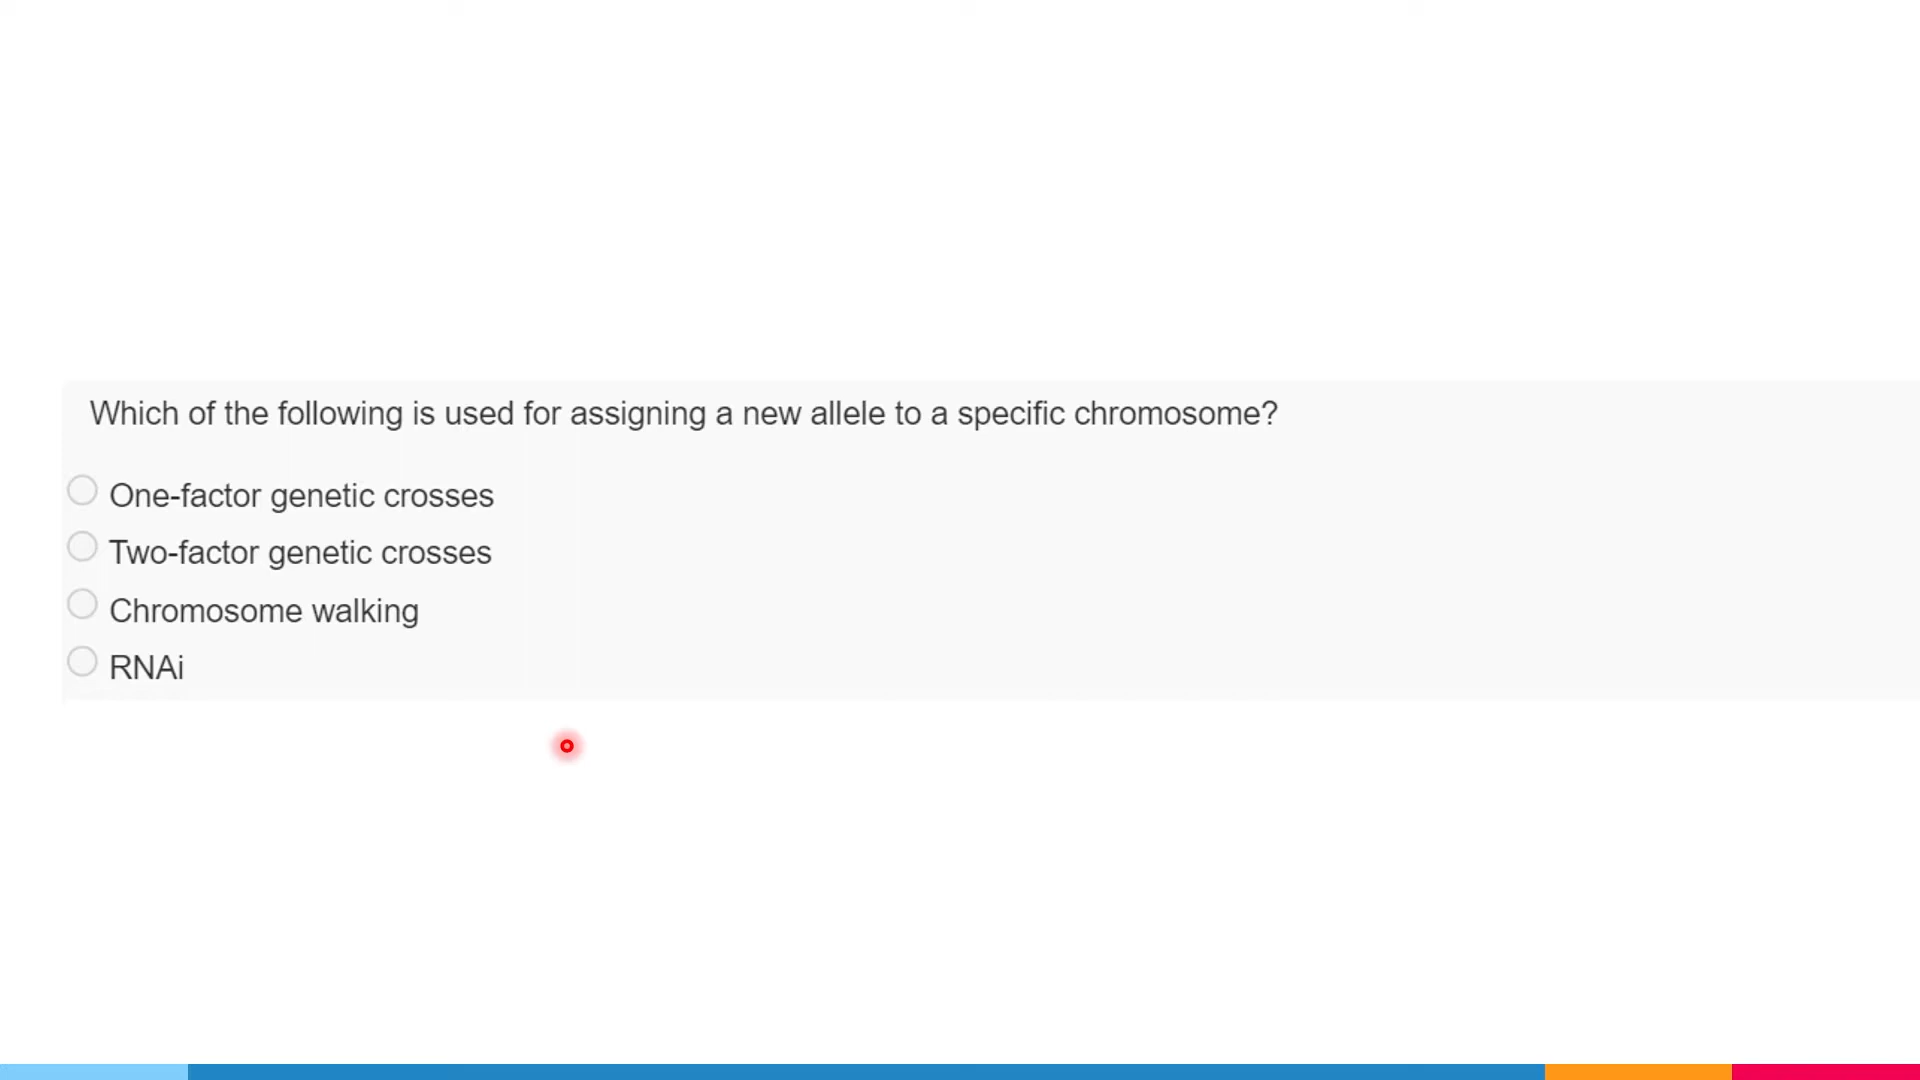 Which of the following is used for assigning a new allele to a specific chromosome?
One-factor genetic crosses
Two-factor genetic crosses
Chromosome walking
RNAi